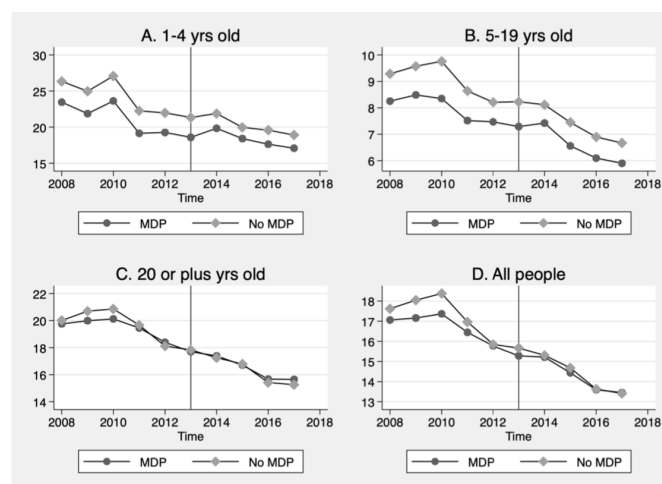 A. 1-4 yrs old
30
25
20
15
2008 2010 2012 2014 2016 2018
Time
MDP No MDP
B. 5-19 yrs old
10
9
8
7
6
2008 2010 2012 2014 2016 2018
Time
MDP No MDP
C. 20 or plus yrs old
22
20
18
16
14
2008 2010 2012 2014 2016 2018
Time
MDP No MDP
D. All people
18
17
16
15
14
13
2008 2010 2012 2014 2016 2018
Time
MDP No MDP